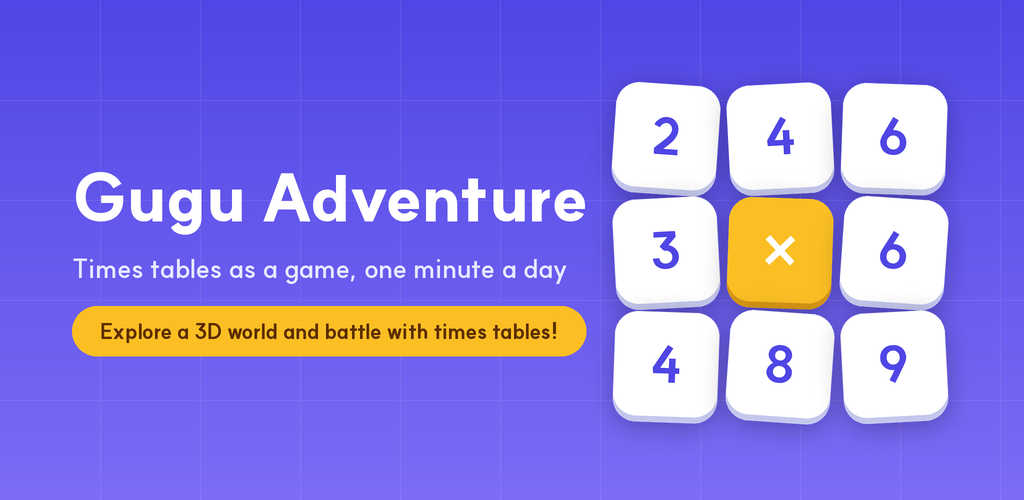 Gugu Adventure
Times tables as a game, one minute a day
Explore a 3D world and battle with times tables!
2 4 6
3 × 6
4 8 9